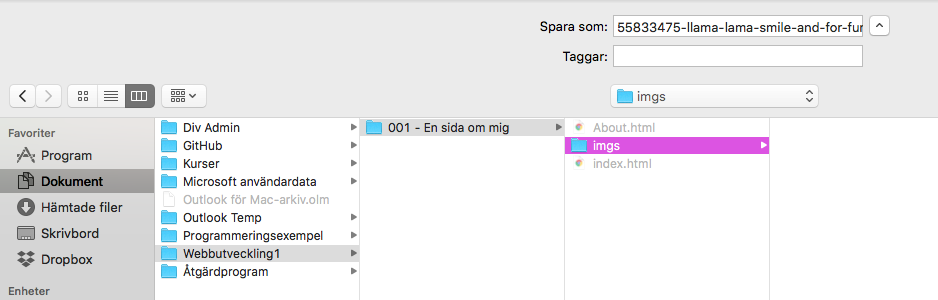 Spara som:
55833475-llama-lama-smile-and-for-fur
Taggar:
imgs
Favoriter
Program
Dokument
Hämtade filer
Skrivbord
Dropbox
Enheter
Div Admin
GitHub
Kurser
Microsoft användardata
Outlook för Mac-arkiv.olm
Outlook Temp
Programmeringsexempel
Webbutveckling1
Åtgärdprogram
001 - En sida om mig
About.html
imgs
index.html